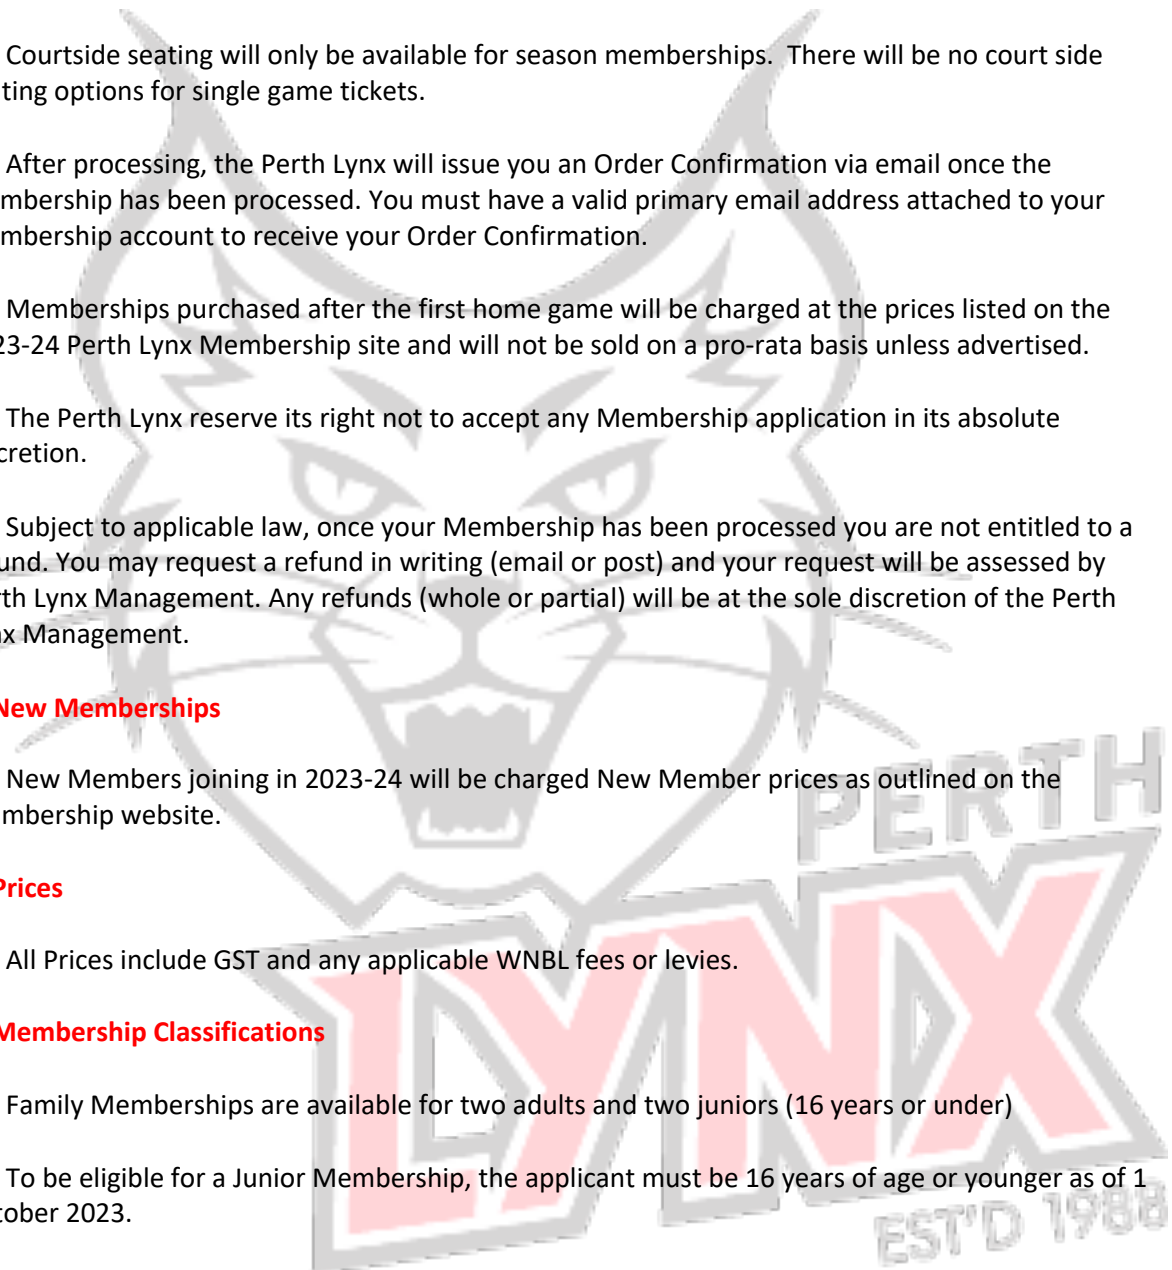 Courtside seating will only be available for season memberships.  There will be no court side
ting options for single game tickets.
After processing, the Perth Lynx will issue you an Order Confirmation via email once the
mbership has been processed. You must have a valid primary email address attached to your
mbership account to receive your Order Confirmation.
Memberships purchased after the first home game will be charged at the prices listed on the
23-24 Perth Lynx Membership site and will not be sold on a pro-rata basis unless advertised.
The Perth Lynx reserve its right not to accept any Membership application in its absolute
cretion.
Subject to applicable law, once your Membership has been processed you are not entitled to a
und. You may request a refund in writing (email or post) and your request will be assessed by
rth Lynx Management. Any refunds (whole or partial) will be at the sole discretion of the Perth
nx Management.
New Memberships
New Members joining in 2023-24 will be charged New Member prices as outlined on the
mbership website.
Prices
All Prices include GST and any applicable WNBL fees or levies.
Membership Classifications
Family Memberships are available for two adults and two juniors (16 years or under)
To be eligible for a Junior Membership, the applicant must be 16 years of age or younger as of 1
tober 2023.
PERTH
LYNX
EST'D 1988